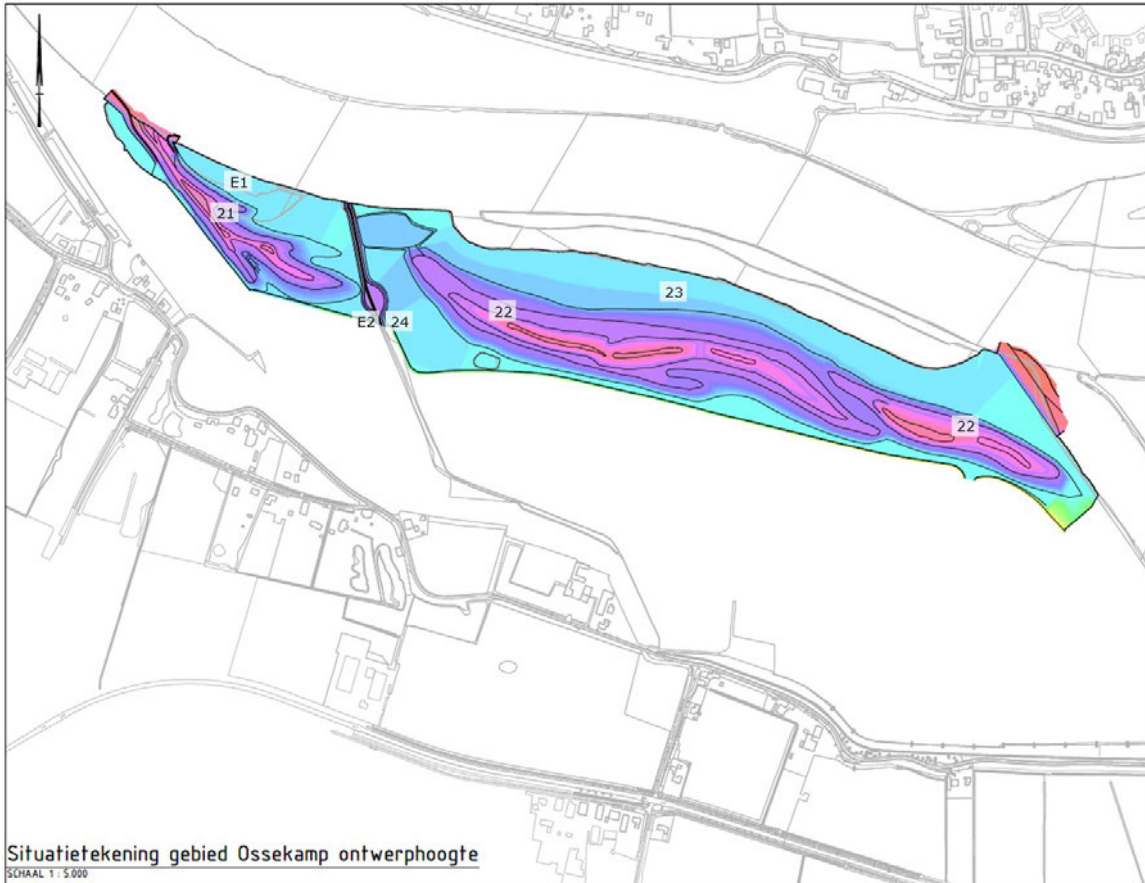 E1
21
23
22
E2
24
22
Situatietekening gebied Ossekamp ontwerphoogte
SCHAAL 1 : 5.000